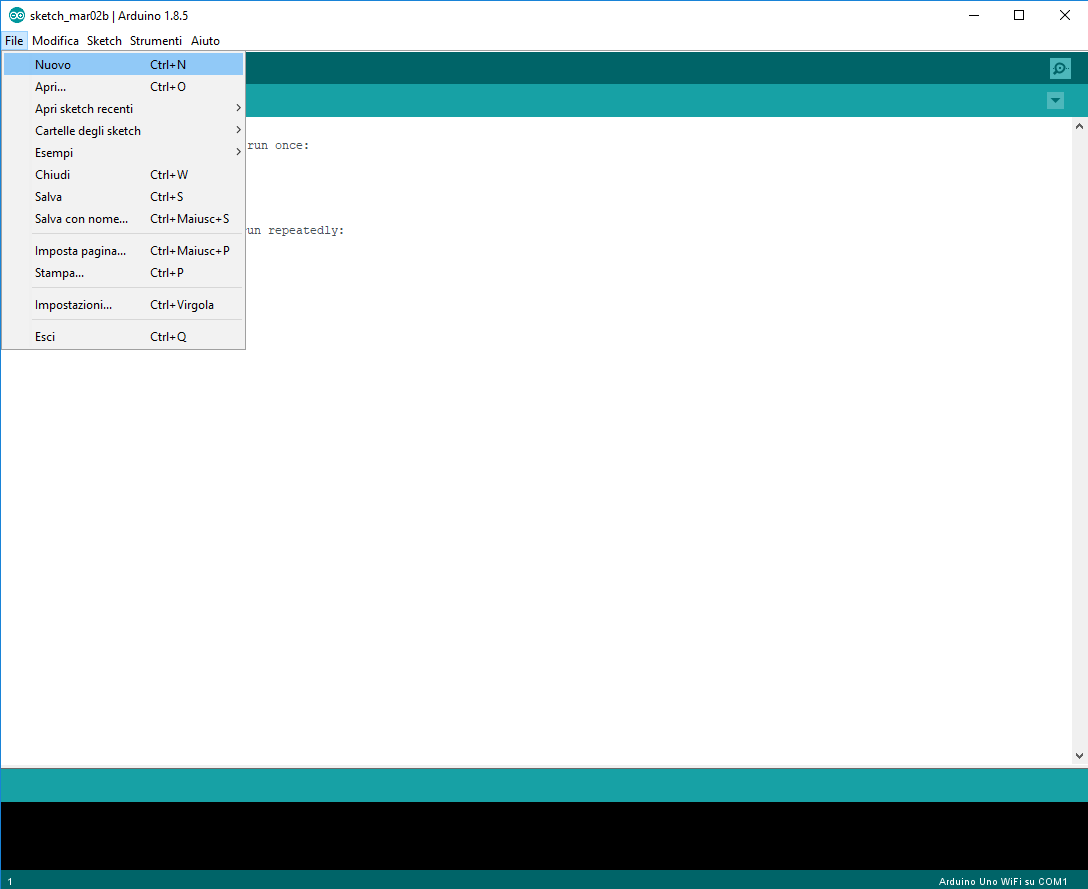 sketch_mar02b | Arduino 1.8.5
File Modifica Sketch Strumenti Aiuto
Nuovo Ctrl+N
Apri... Ctrl+O
Apri sketch recenti
Cartelle degli sketch
Esempi
Chiudi Ctrl+W
Salva Ctrl+S
Salva con nome... Ctrl+Maiusc+S
Imposta pagina... Ctrl+Maiusc+P
Stampa... Ctrl+P
Impostazioni... Ctrl+Virgola
Esci Ctrl+Q
run once:
run repeatedly:
1 Arduino Uno WiFi su COM1